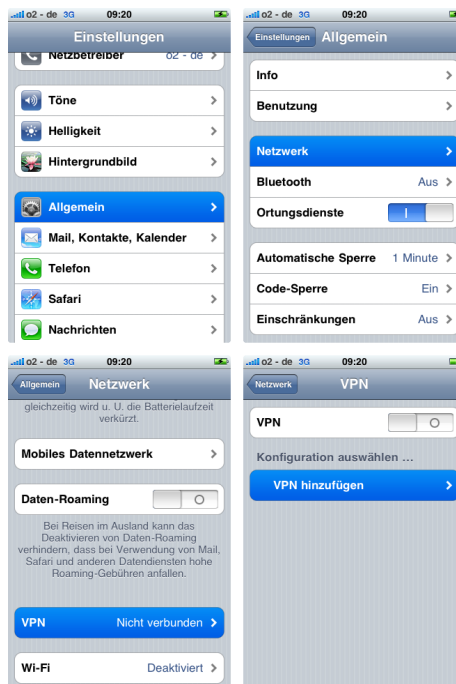 o2 - de 3G 09:20
Einstellungen
Netzbetreiber o2 - de
Töne
Helligkeit
Hintergrundbild
Allgemein
Mail, Kontakte, Kalender
Telefon
Safari
Nachrichten
o2 - de 3G 09:20
Einstellungen Allgemein
Info
Benutzung
Netzwerk
Bluetooth Aus
Ortungsdienste
Automatische Sperre 1 Minute
Code-Sperre Ein
Einschränkungen Aus
o2 - de 3G 09:20
Allgemein Netzwerk
gleichzeitig wird u. U. die Batterielaufzeit
verkürzt.
Mobiles Datennetzwerk
Daten-Roaming
Bei Reisen im Ausland kann das
Deaktivieren von Daten-Roaming
verhindern, dass bei Verwendung von Mail,
Safari und anderen Datendiensten hohe
Roaming-Gebühren anfallen.
VPN Nicht verbunden
Wi-Fi Deaktiviert
o2 - de 3G 09:20
Netzwerk VPN
VPN
Konfiguration auswählen ...
VPN hinzufügen